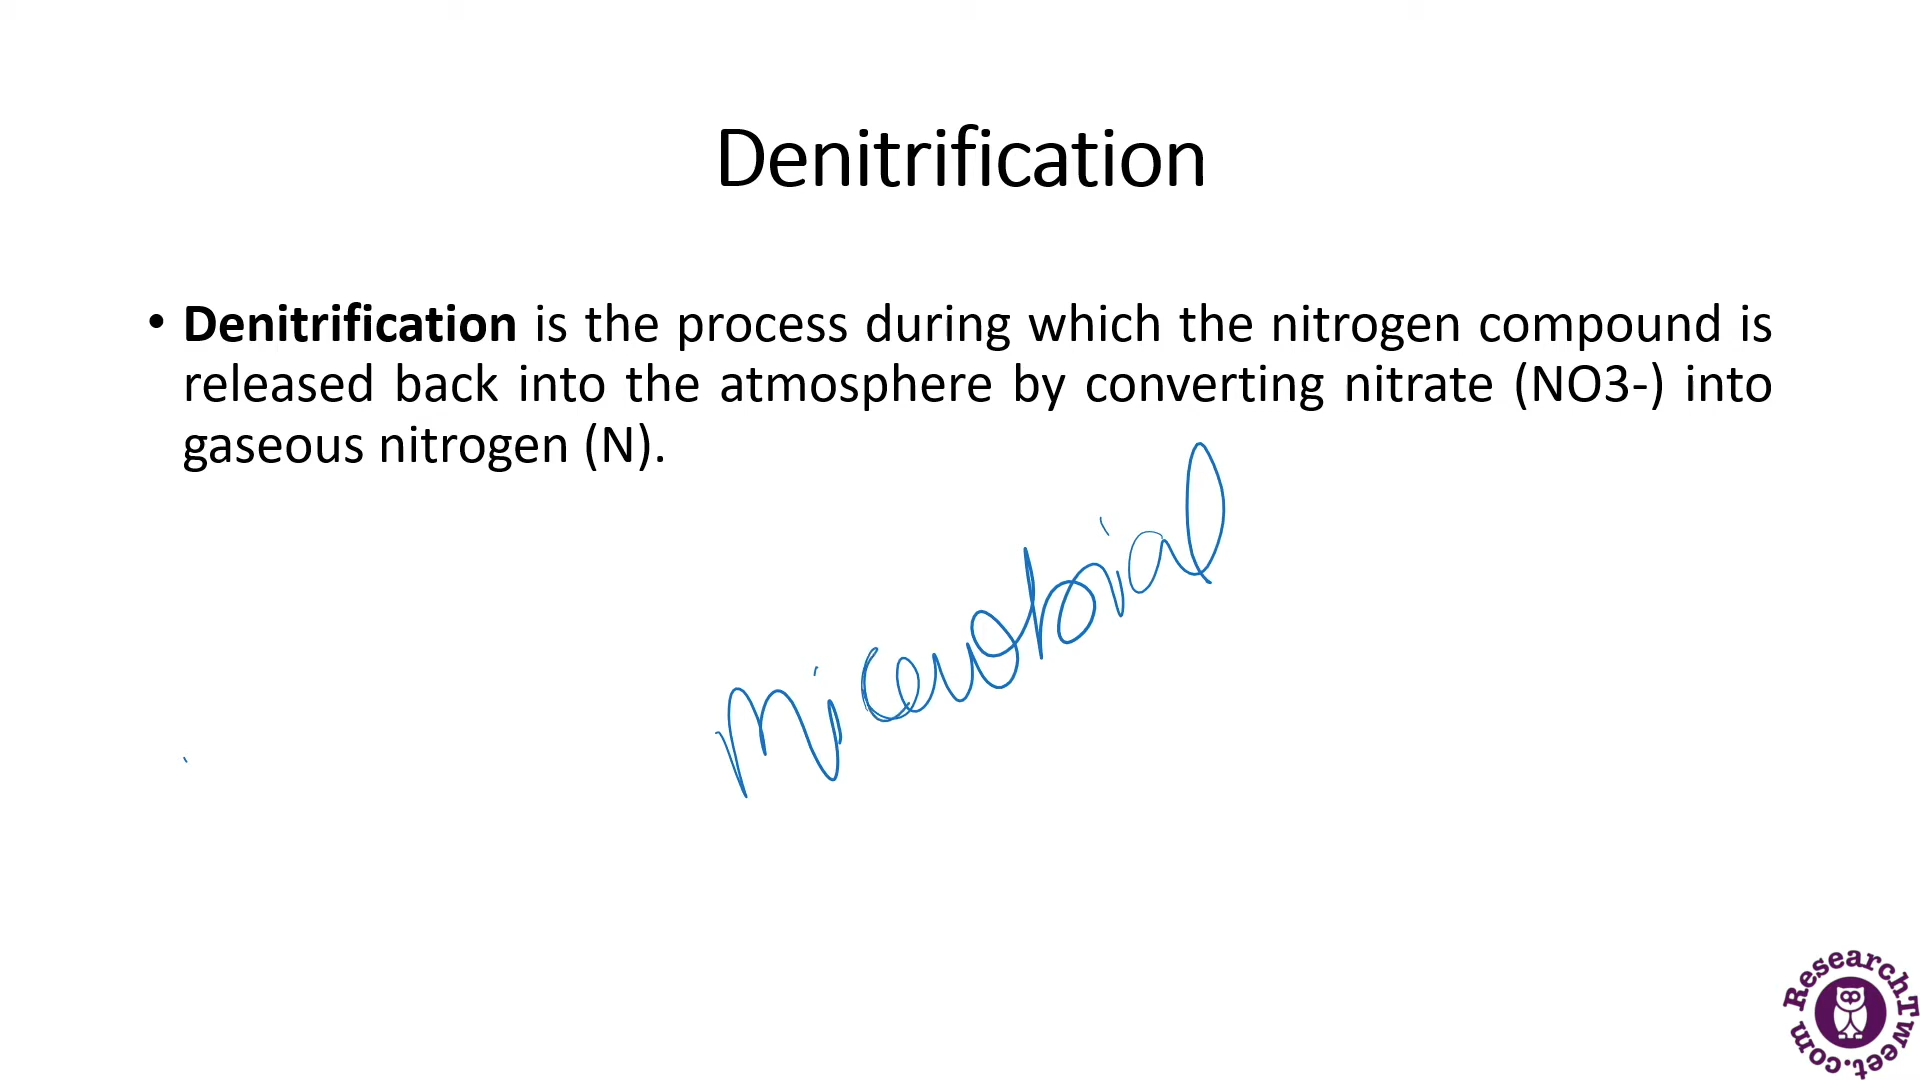 Denitrification
• Denitrification is the process during which the nitrogen compound is
released back into the atmosphere by converting nitrate (NO3-) into
gaseous nitrogen (N).
Microbial
ResearchTweet.com